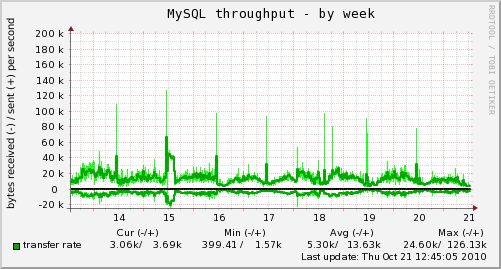 MySQL throughput - by week
RRDTOOL / TOBI OETIKER
bytes received (-) / sent (+) per second
200 k
180 k
160 k
140 k
120 k
100 k
80 k
60 k
40 k
20 k
0
-20 k
14 15 16 17 18 19 20 21
Cur (-/+) Min (-/+) Avg (-/+) Max (-/+)
transfer rate 3.06k/ 3.69k 399.41 / 1.57k 5.30k/ 13.63k 24.60k/ 126.13k
Last update: Thu Oct 21 12:45:05 2010